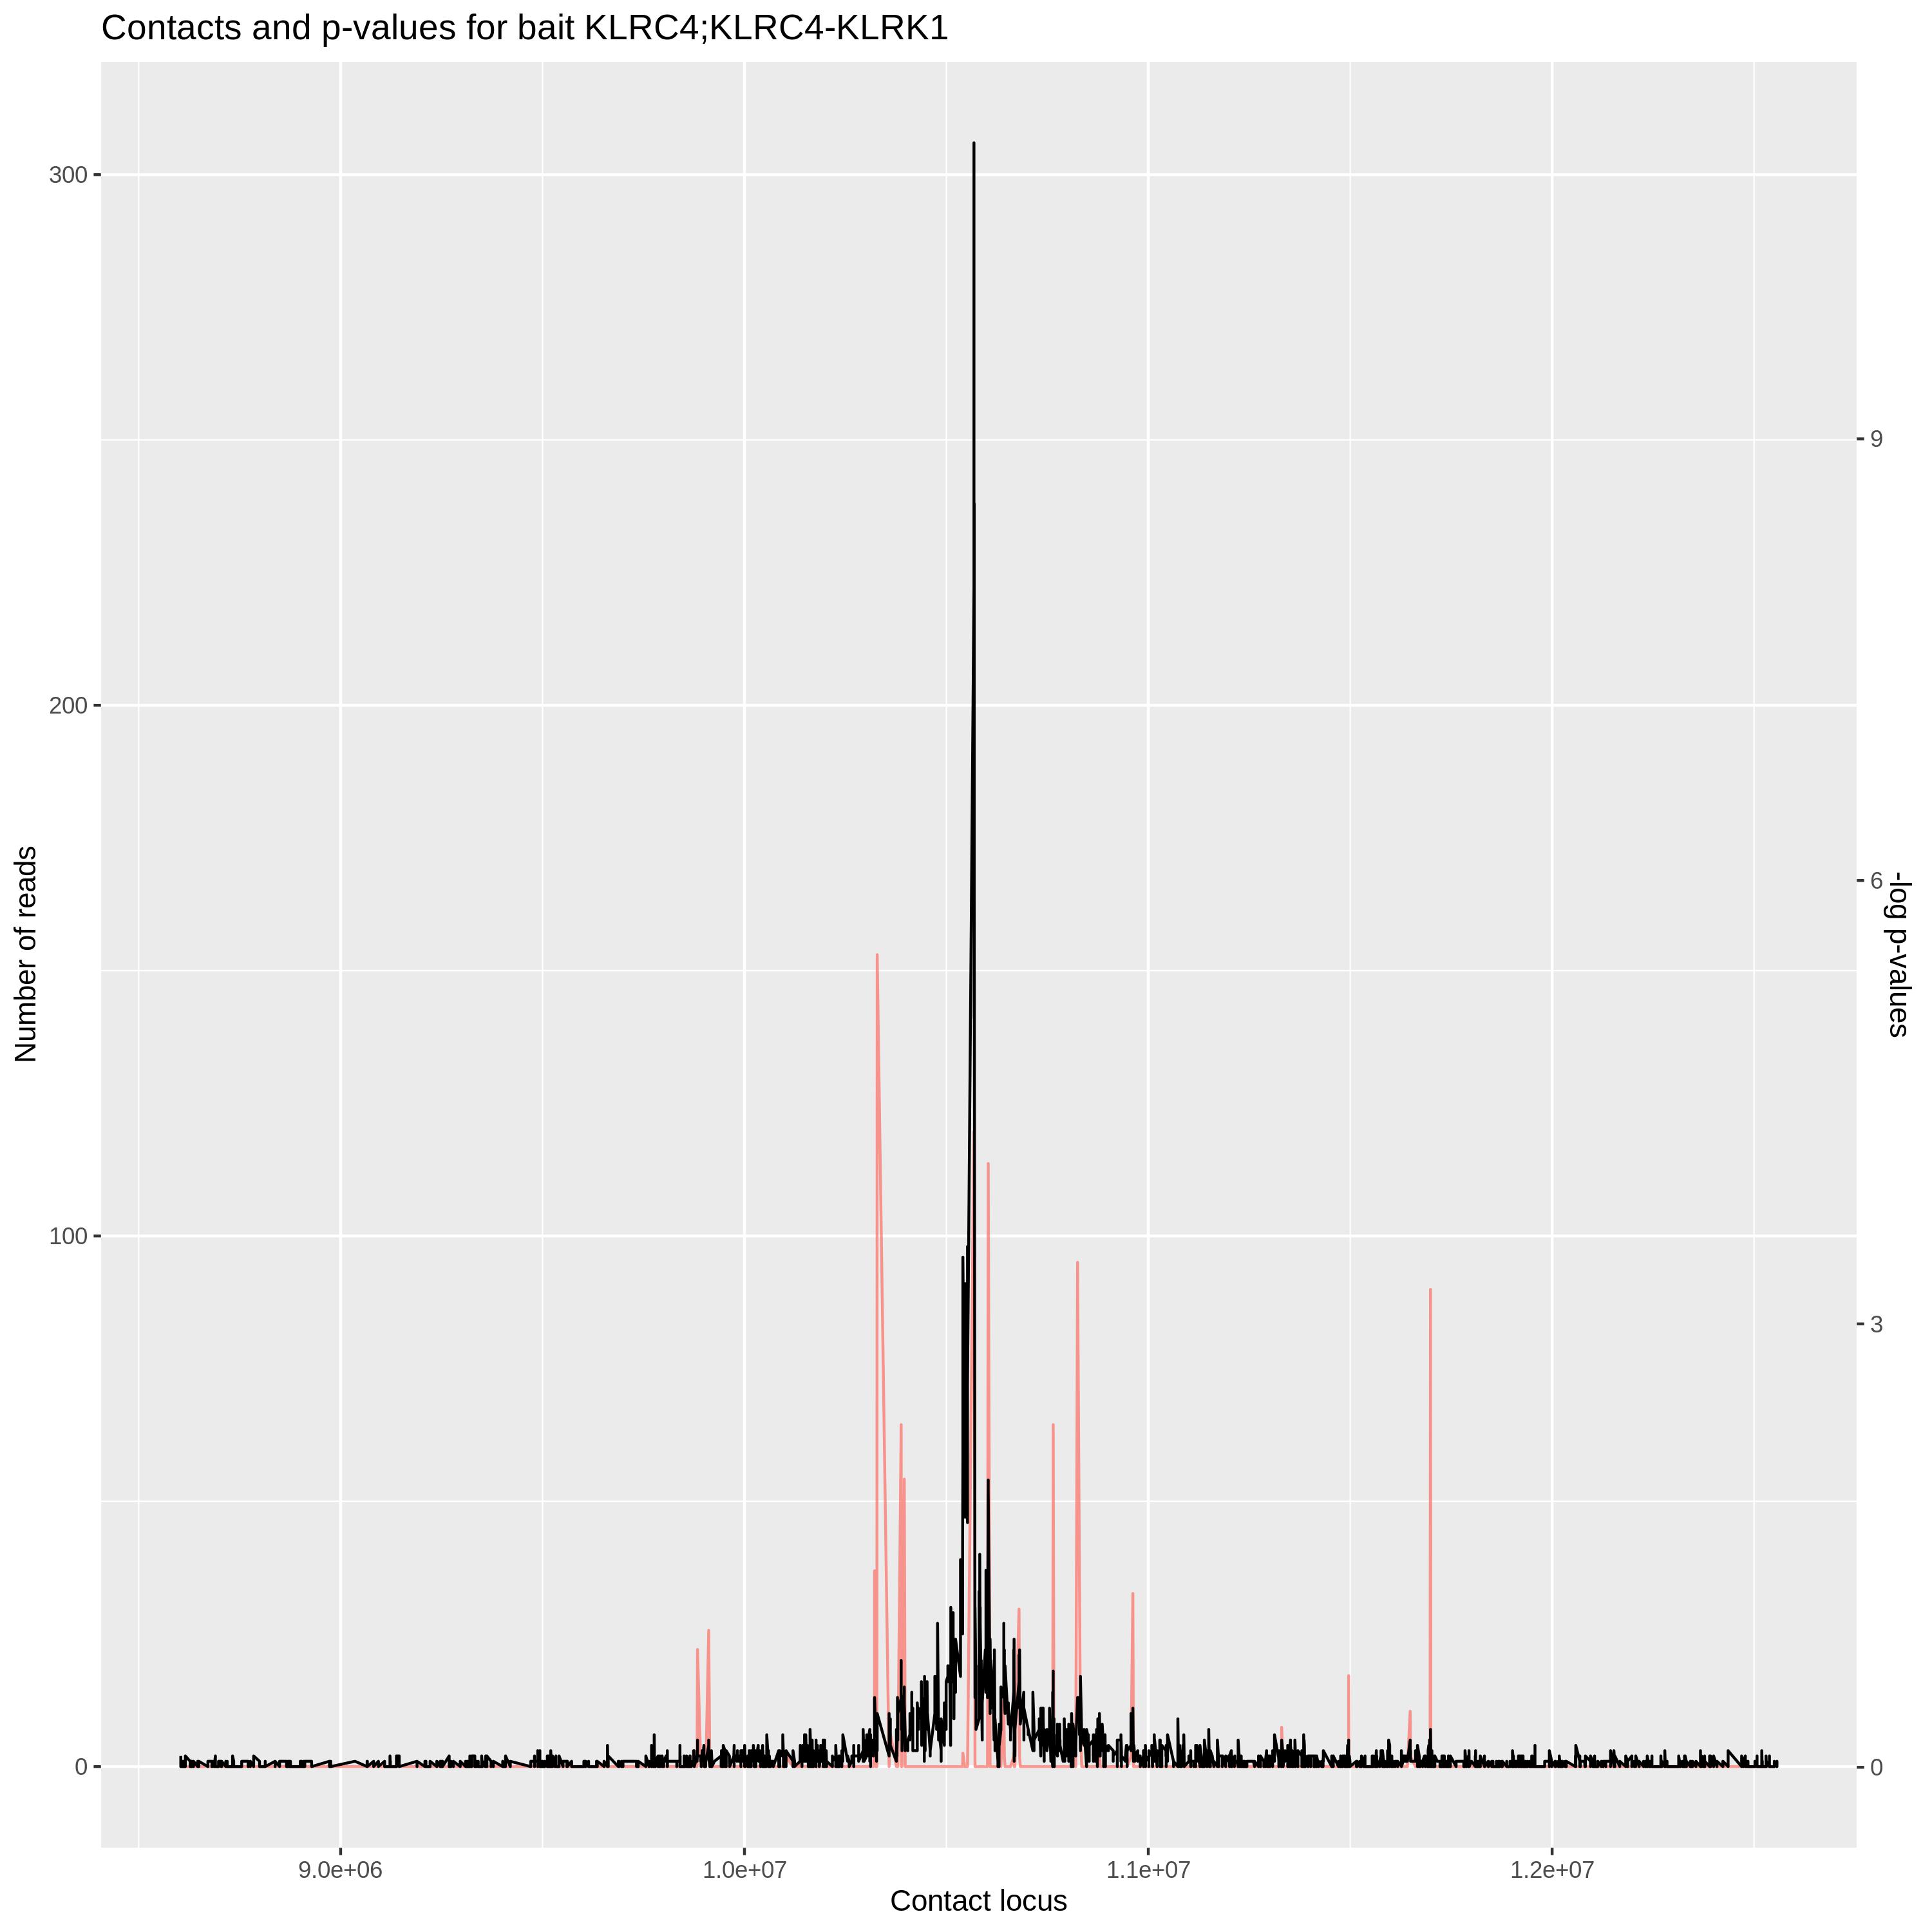 Contacts and p-values for bait KLRC4;KLRC4-KLRK1
300
200
100
0
Number of reads
9
6
3
0
-log p-values
9.0e+06
1.0e+07
1.1e+07
1.2e+07
Contact locus